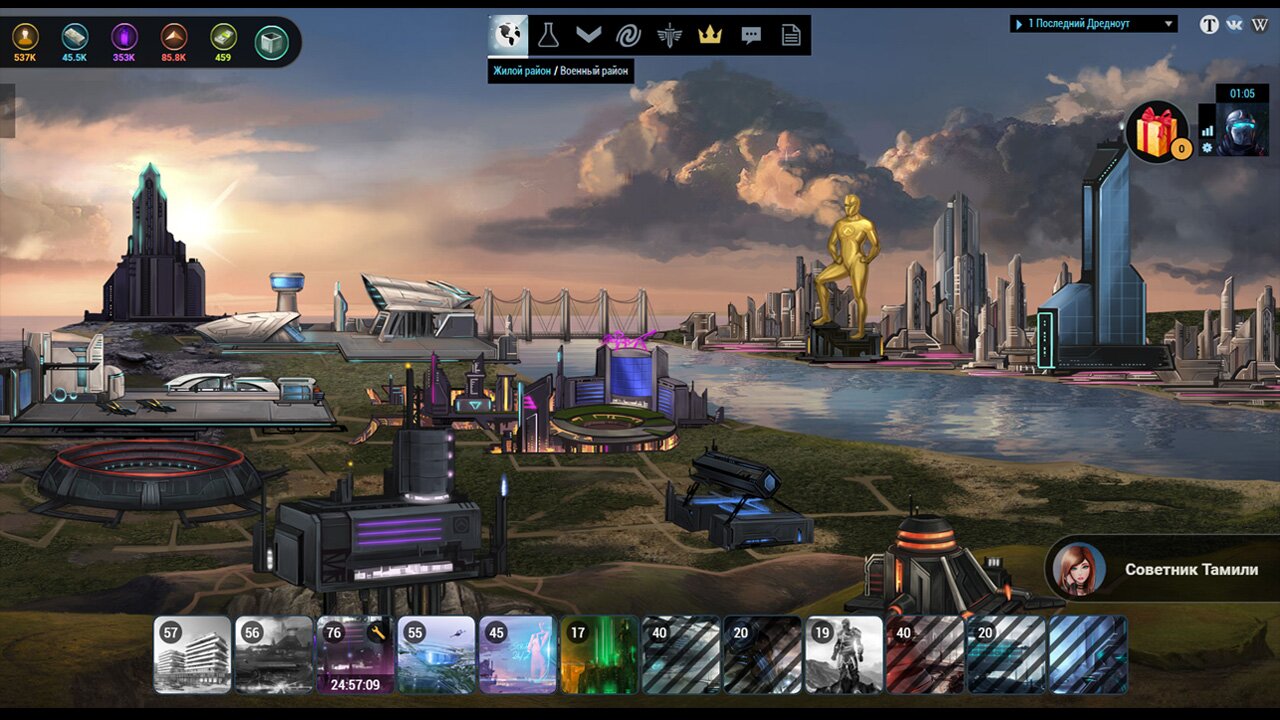 537K 45.5K 353K 85.8K 459
Жилой район / Военный район
1 Последний Дредноут
T VK W
01:05
0
Советник Тамили
57 56 76 55 45 17 40 20 19 40 20
24:57:09